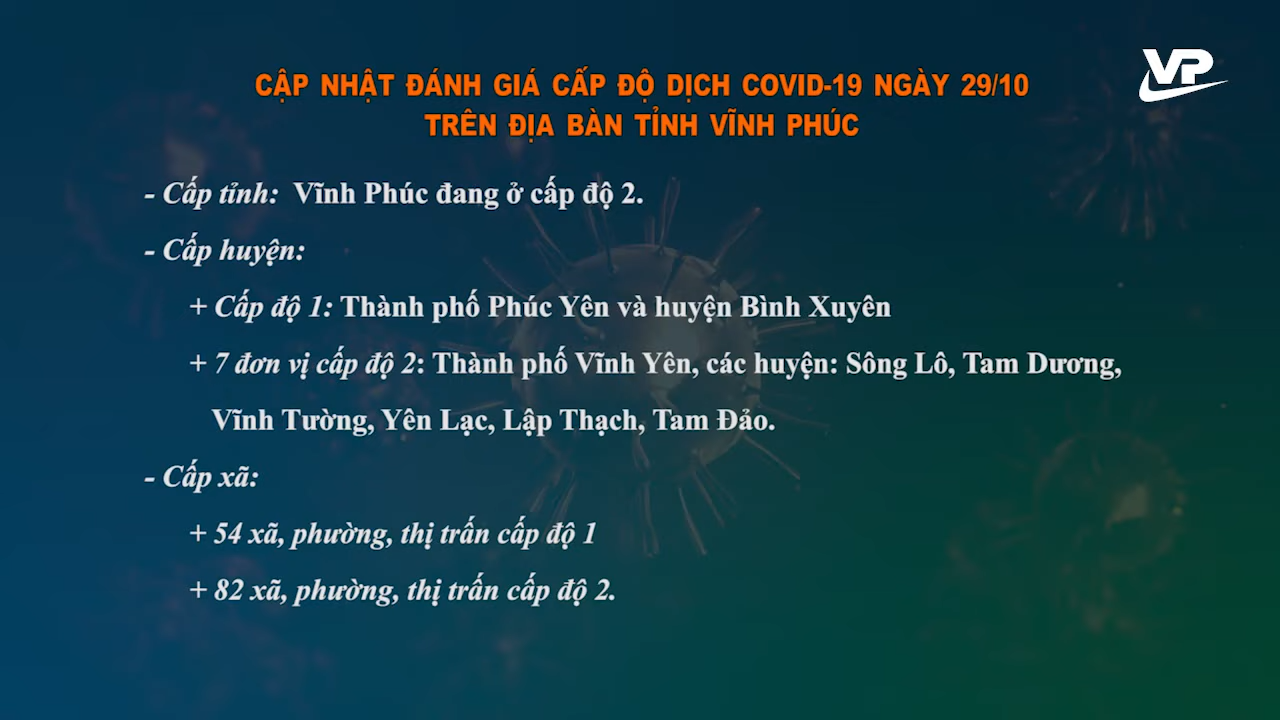 VP
CẬP NHẬT ĐÁNH GIÁ CẤP ĐỘ DỊCH COVID-19 NGÀY 29/10
TRÊN ĐỊA BÀN TỈNH VĨNH PHÚC
- Cấp tỉnh: Vĩnh Phúc đang ở cấp độ 2.
- Cấp huyện:
+ Cấp độ 1: Thành phố Phúc Yên và huyện Bình Xuyên
+ 7 đơn vị cấp độ 2: Thành phố Vĩnh Yên, các huyện: Sông Lô, Tam Dương,
Vĩnh Tường, Yên Lạc, Lập Thạch, Tam Đảo.
- Cấp xã:
+ 54 xã, phường, thị trấn cấp độ 1
+ 82 xã, phường, thị trấn cấp độ 2.